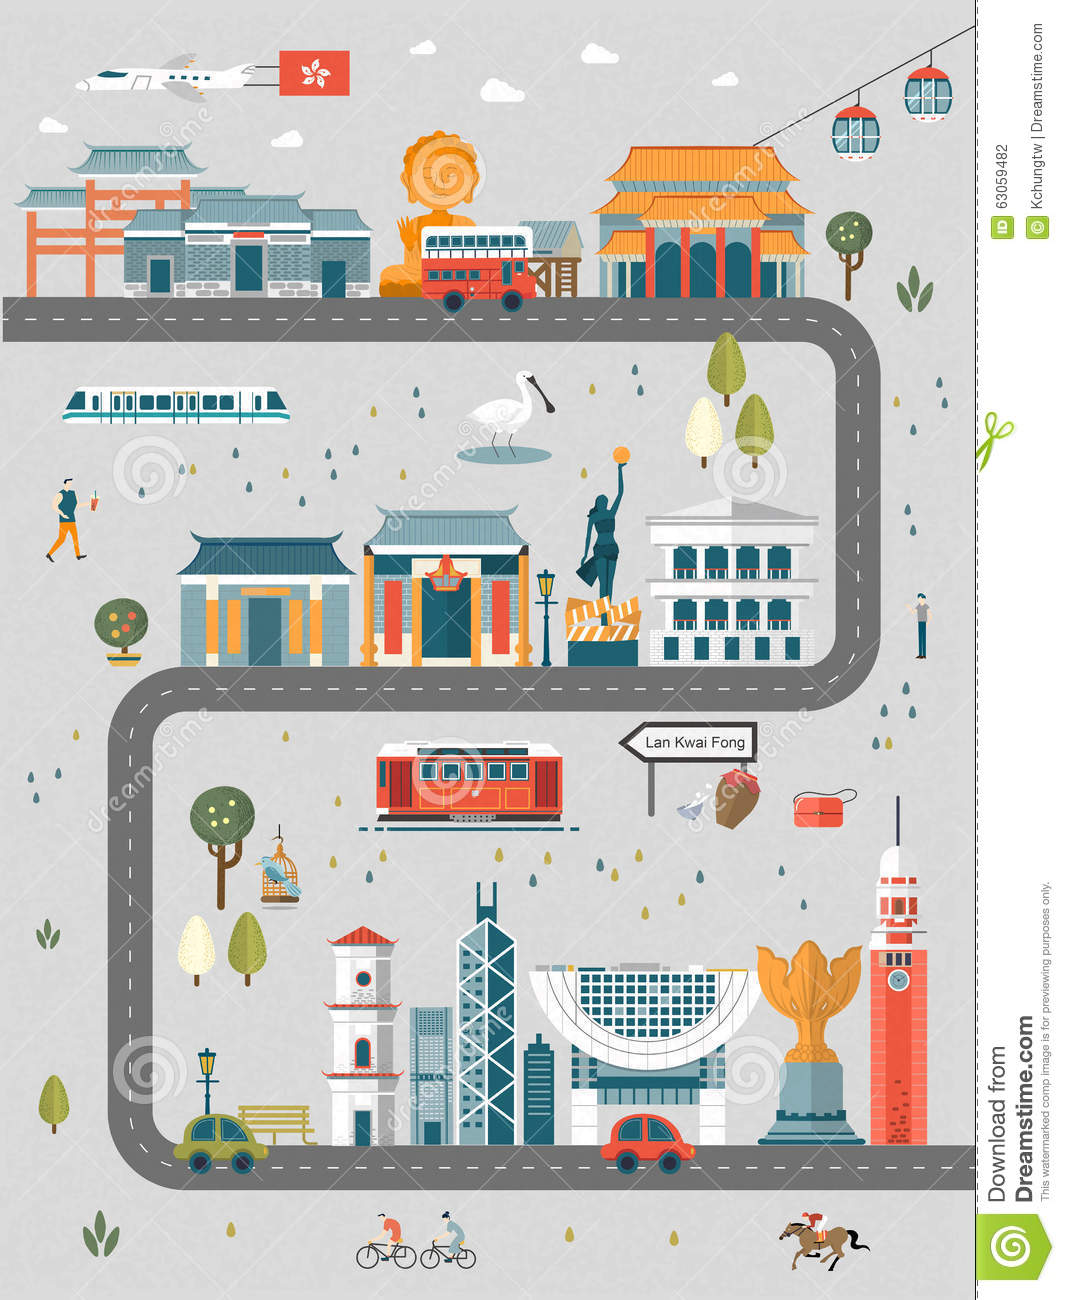 Lan Kwai Fong
ID 63059482
© Kchungtw | Dreamstime.com
Download from
Dreamstime.com
This watermarked comp image is for previewing purposes only.
dreamstime